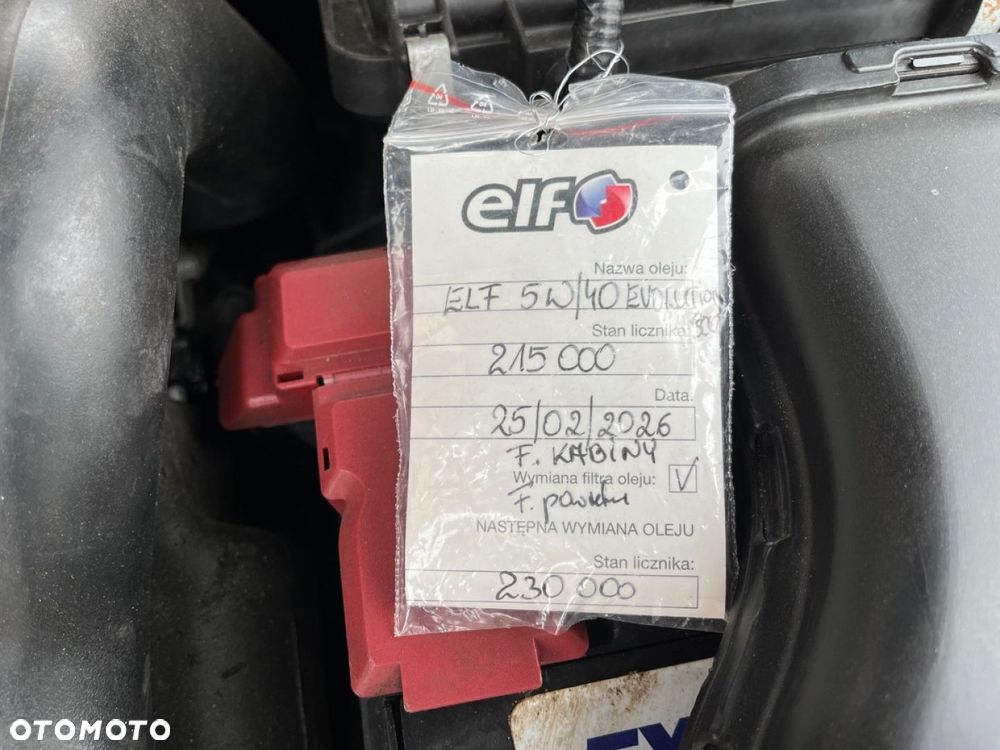 elf
Nazwa oleju:
ELF 5W/40 EVOLUTION
Stan licznika:
215 000
Data:
25/02/2026
F. KABINY
Wymiana filtra oleju: V
F.
NASTĘPNA WYMIANA OLEJU
Stan licznika:
230 000
OTOMOTO